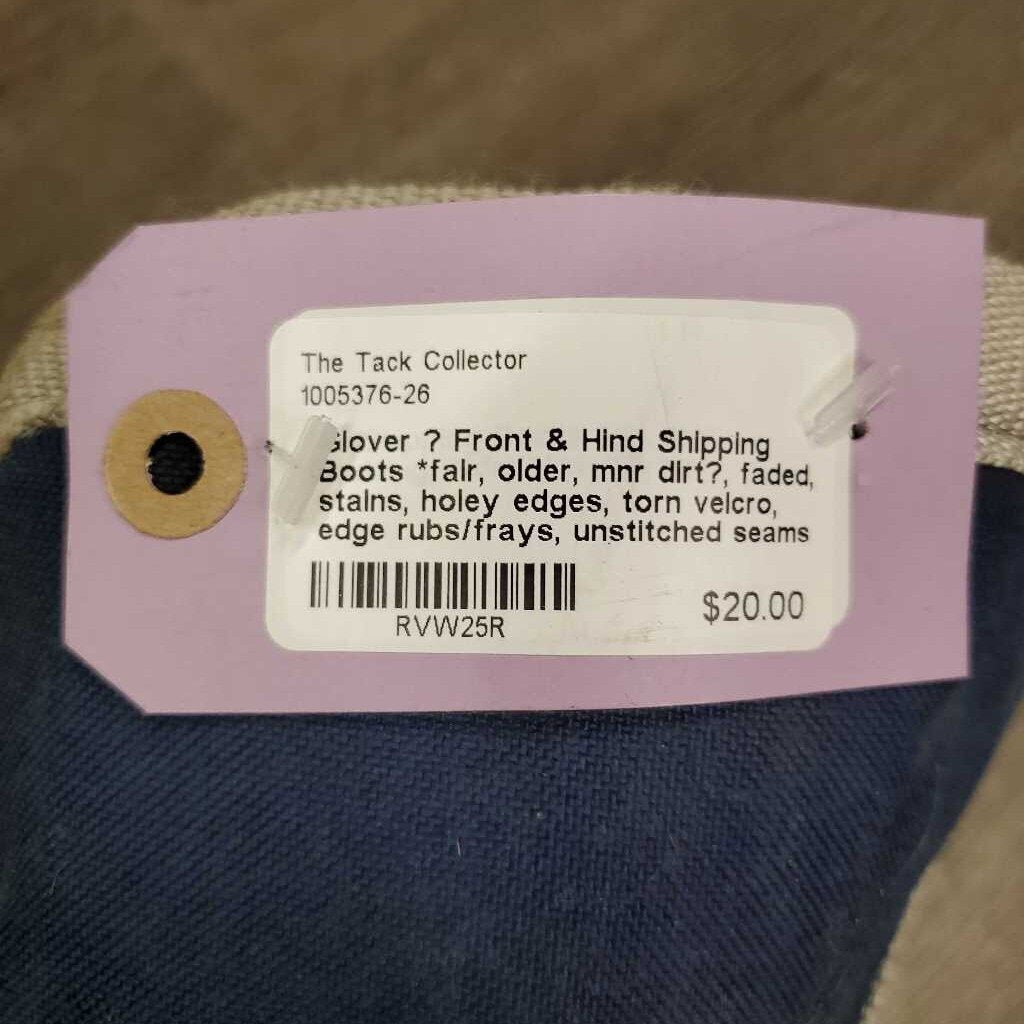 The Tack Collector
1005376-26
Glover ? Front & Hind Shipping
Boots *fair, older, mnr dirt?, faded,
stains, holey edges, torn velcro,
edge rubs/frays, unstitched seams
RVW25R
$20.00